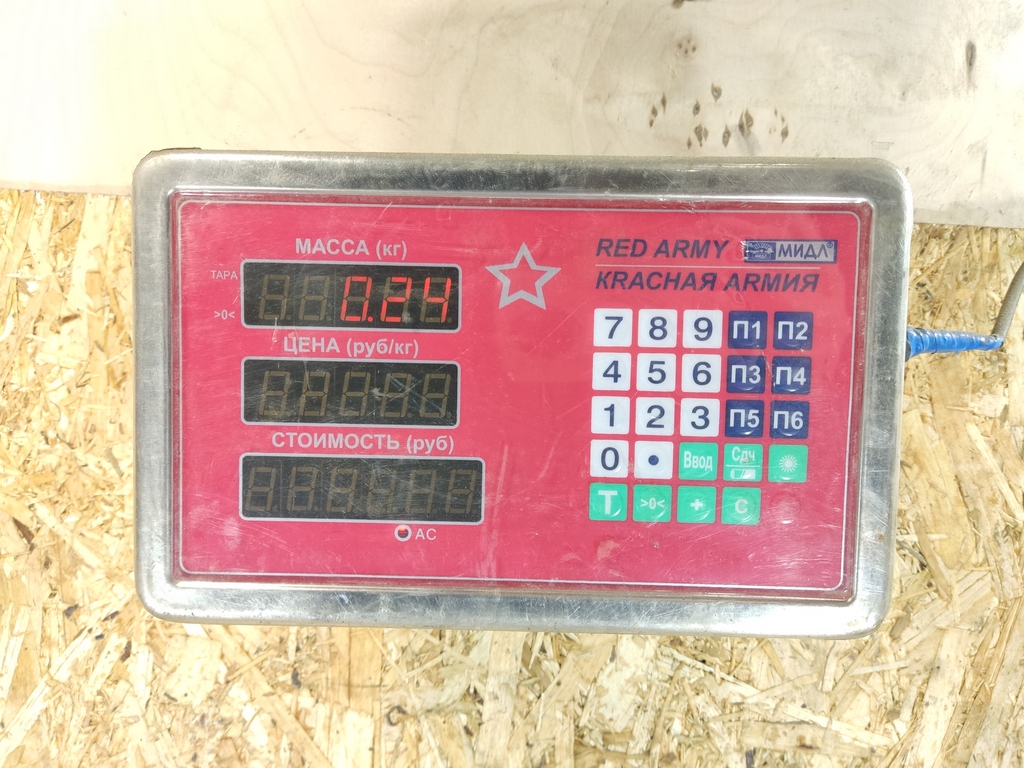 МАССА (кг)
ТАРА
>0<
0.24
ЦЕНА (руб/кг)
СТОИМОСТЬ (руб)
AC
RED ARMY МИДЛ®
КRАСНАЯ АRМИЯ
7 8 9 П1 П2
4 5 6 П3 П4
1 2 3 П5 П6
0 • Ввод Сдч
T >0< + C